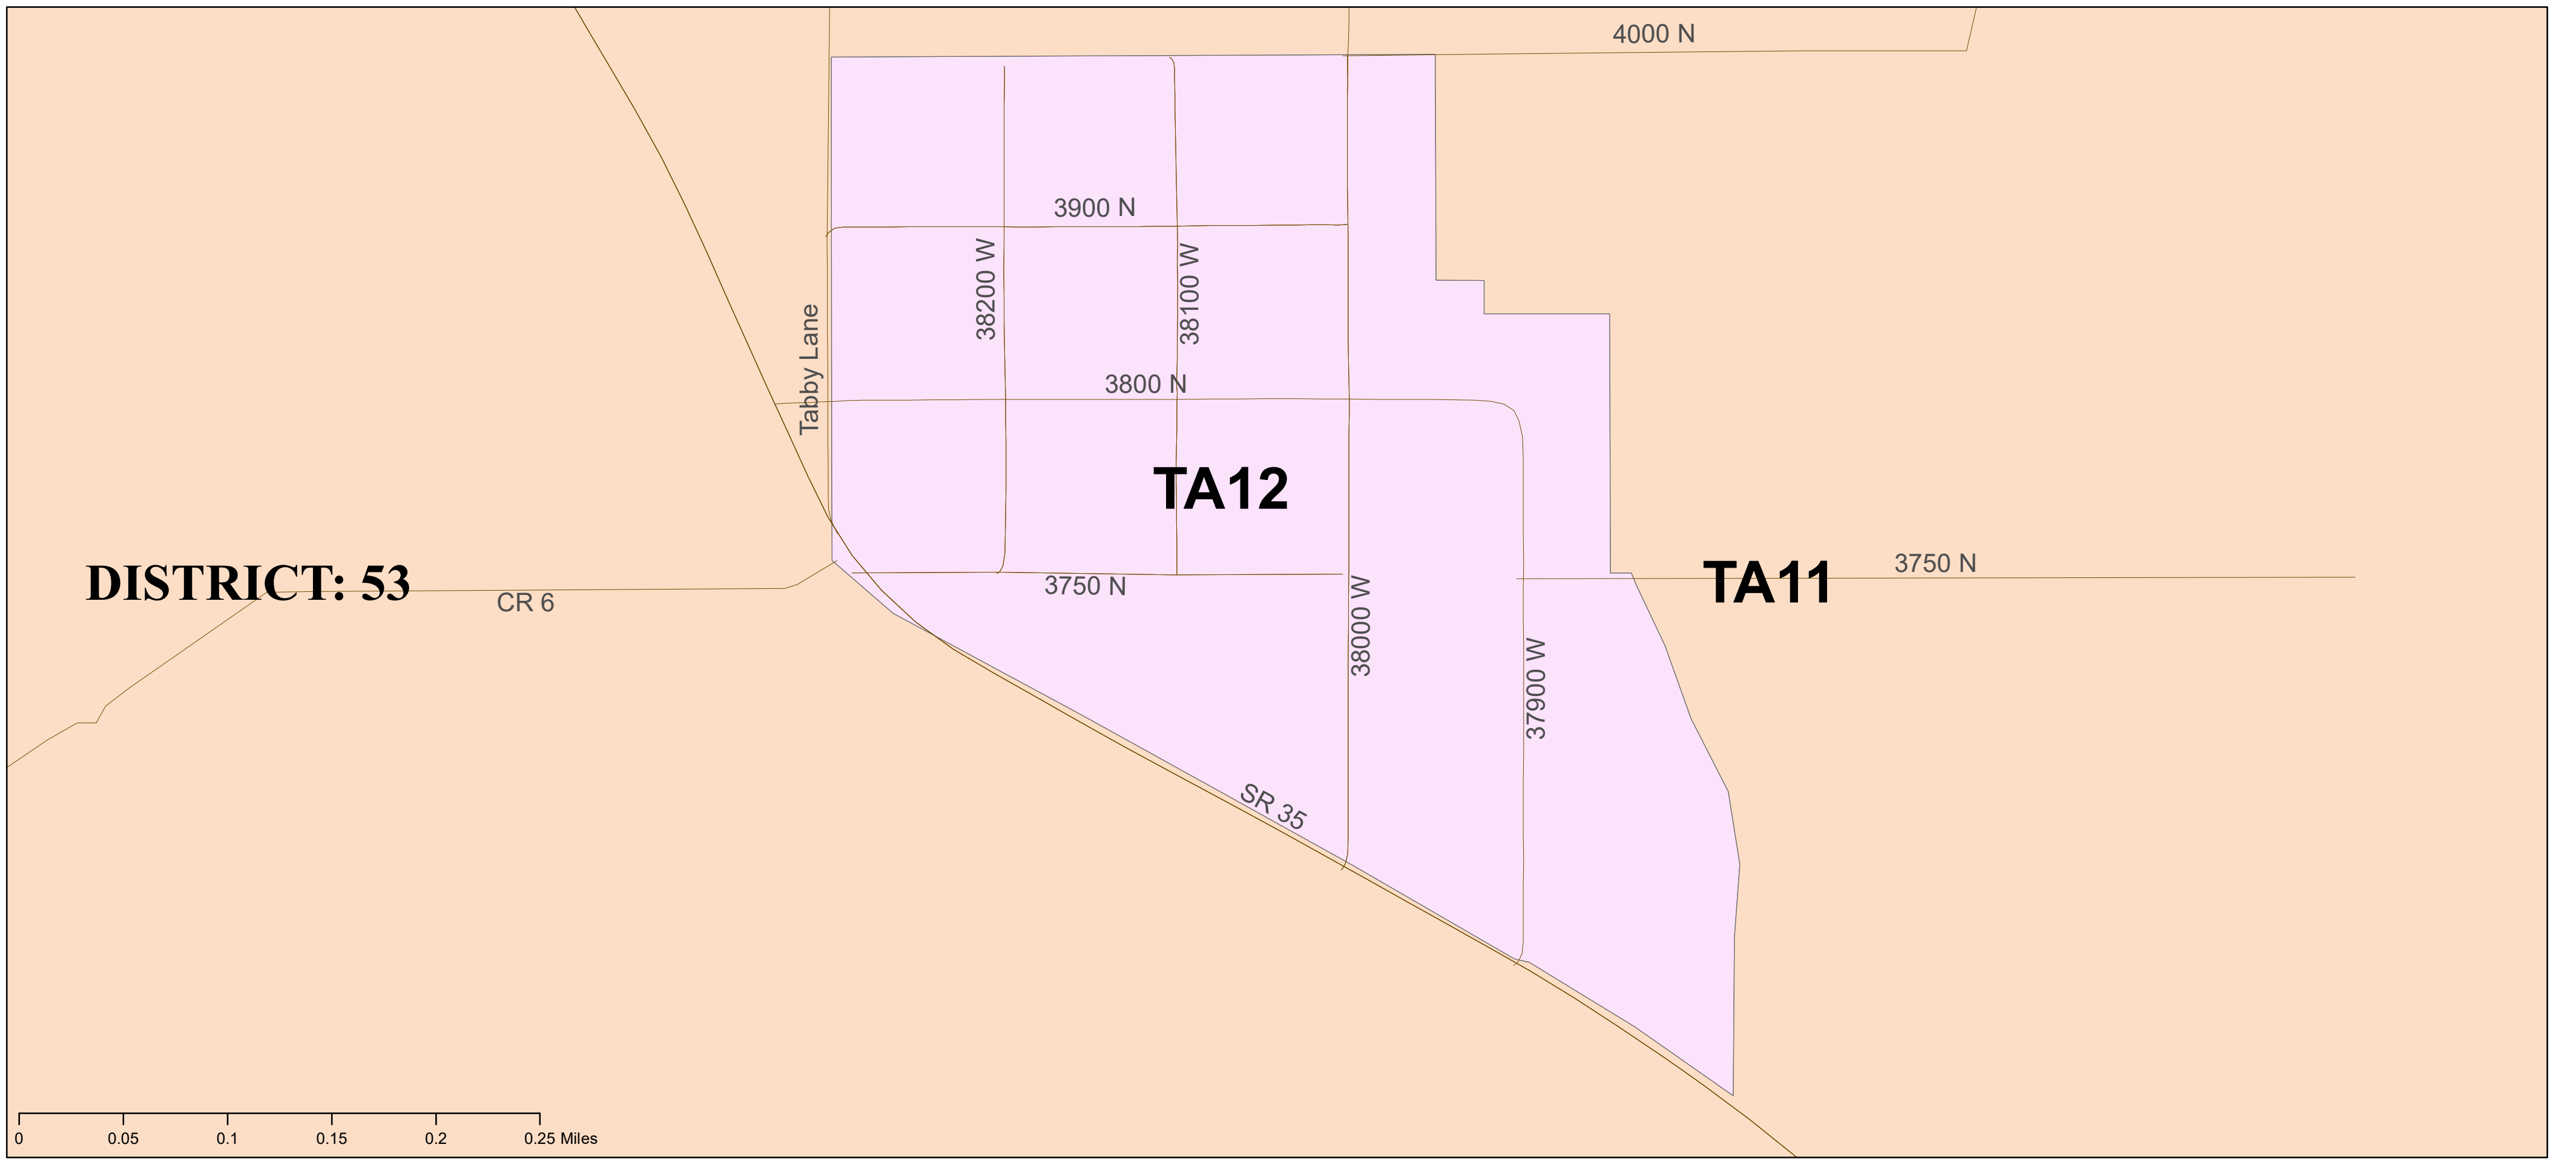 4000 N
3900 N
38200 W
38100 W
Tabby Lane
3800 N
TA12
DISTRICT: 53
CR 6
3750 N
38000 W
TA11
3750 N
37900 W
SR 35
0
0.05
0.1
0.15
0.2
0.25 Miles